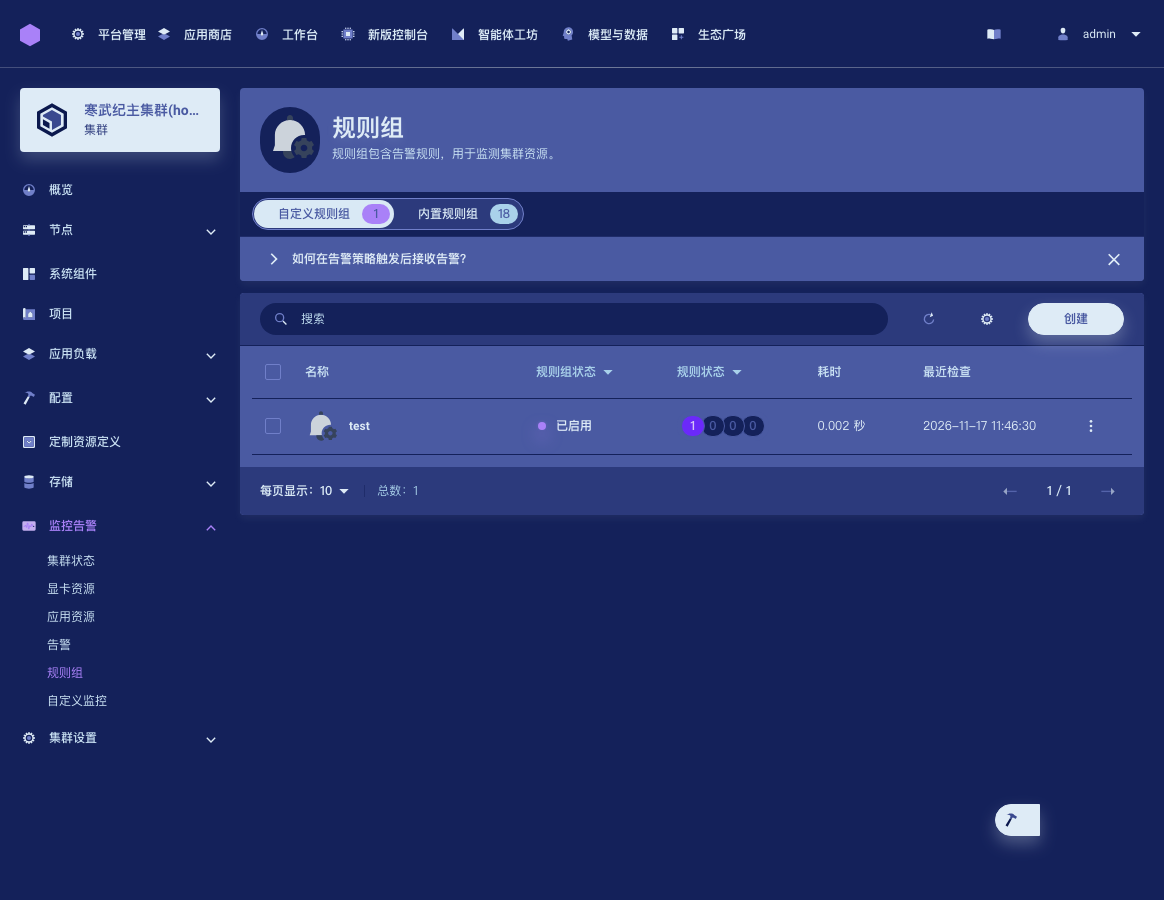 平台管理 应用商店 工作台 新版控制台 智能体工坊 模型与数据 生态广场 admin
寒武纪主集群(ho...
集群
概览
节点
系统组件
项目
应用负载
配置
定制资源定义
存储
监控告警
集群状态
显卡资源
应用资源
告警
规则组
自定义监控
集群设置
规则组
规则组包含告警规则，用于监测集群资源。
自定义规则组 1 内置规则组 18
如何在告警策略触发后接收告警?
搜索 创建
名称 规则组状态 规则状态 耗时 最近检查
test 已启用 1 0 0 0 0.002 秒 2026-11-17 11:46:30
每页显示：10 总数：1 1 / 1